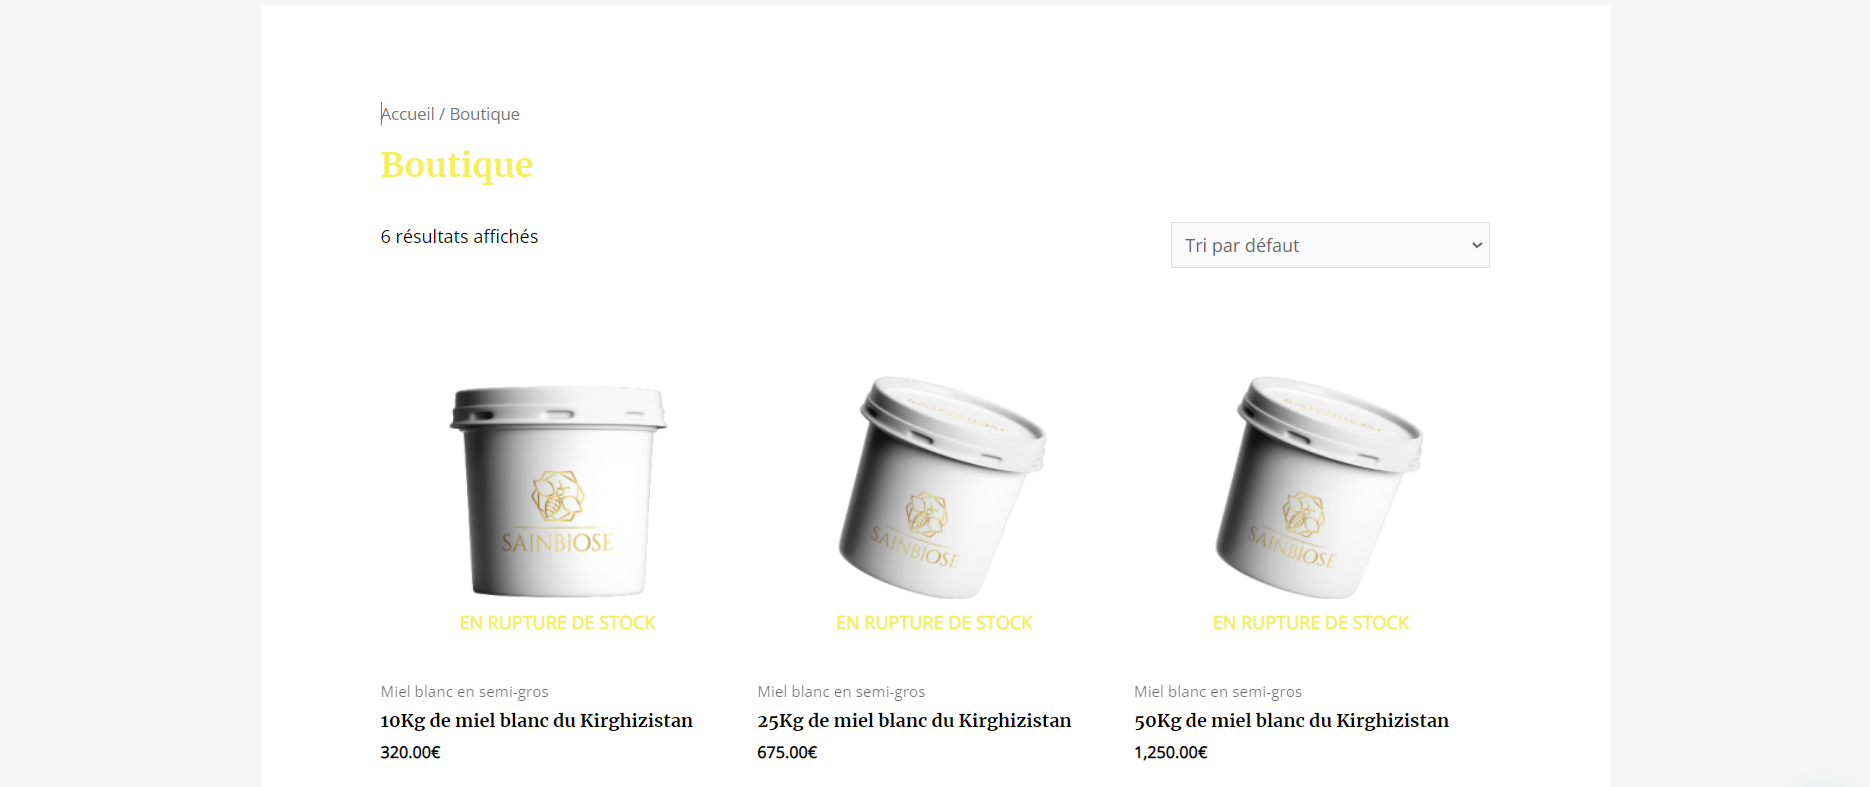 Accueil / Boutique
Boutique
6 résultats affichés
Tri par défaut
SAINBIOSE
SAINBIOSE
SAINBIOSE
SAINBIOSE
SAINBIOSE
EN RUPTURE DE STOCK
EN RUPTURE DE STOCK
EN RUPTURE DE STOCK
Miel blanc en semi-gros
10Kg de miel blanc du Kirghizistan
320.00€
Miel blanc en semi-gros
25Kg de miel blanc du Kirghizistan
675.00€
Miel blanc en semi-gros
50Kg de miel blanc du Kirghizistan
1,250.00€